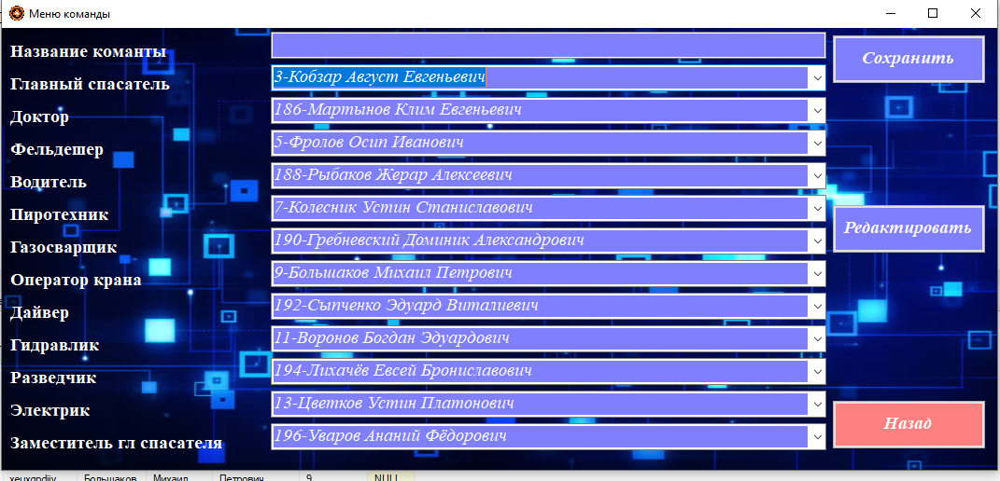 Меню команды
Название команты
Сохранить
Главный спасатель 3-Кобзар Август Евгеньевич
Доктор 186-Мартынов Клим Евгеньевич
Фельдешер 5-Фролов Осип Иванович
Водитель 188-Рыбаков Жерар Алексеевич
Пиротехник 7-Колесник Устин Станиславович
Редактировать
Газосварщик 190-Гребневский Доминик Александрович
Оператор крана 9-Большаков Михаил Петрович
Дайвер 192-Сыпченко Эдуард Виталиевич
Гидравлик 11-Воронов Богдан Эдуардович
Разведчик 194-Лихачёв Евсей Брониславович
Электрик 13-Цветков Устин Платонович
Назад
Заместитель гл спасателя 196-Уваров Ананий Фёдорович
Большаков Михаил Петрович 9 NULL